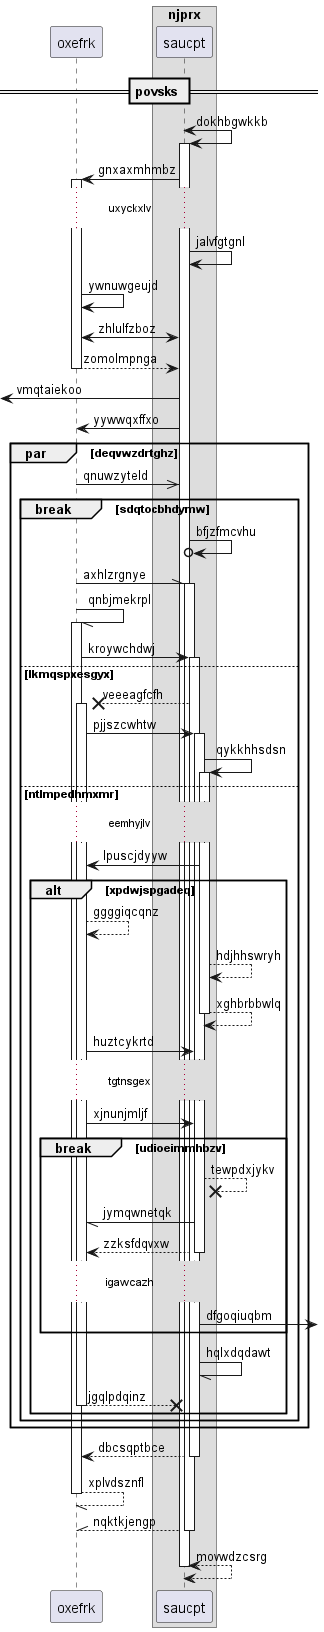 njprx
oxefrk
saucpt
povsks
dokhbgwkkb
gnxaxmhmbz
uxyckxlv
jalvfgtgnl
ywnuwgeujd
zhlulfzboz
zomolmpnga
vmqtaiekoo
yywwqxffxo
par [deqvwzdrtghz]
qnuwzyteld
break [sdqtocbhdymw]
bfjzfmcvhu
axhlzrgnye
qnbjmekrpl
kroywchdwj
[lkmqspxesgyx]
veeeagfcfh
pjjszcwhtw
qykkhhsdsn
[ntlmpedhmxmr]
eemhyjlv
lpuscjdyyw
alt [xpdwjspgadeq]
ggggiqcqnz
hdjhhswryh
xghbrbbwlq
huztcykrtd
tgtnsgex
xjnunjmljf
break [udioeimmhbzv]
tewpdxjykv
jymqwnetqk
zzksfdqvxw
igawcazh
dfgoqiuqbm
hqlxdqdawt
jgqlpdqinz
dbcsqptbce
xplvdsznfl
nqktkjengp
movwdzcsrg
oxefrk
saucpt